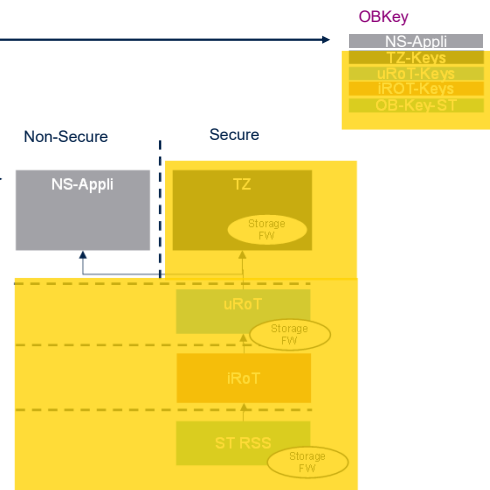 OBKey
NS-Appli
TZ-Keys
uRoT-Keys
iROT-Keys
OB-Key-ST
Non-Secure
Secure
NS-Appli
TZ
Storage
FW
uRoT
Storage
FW
iRoT
ST RSS
Storage
FW